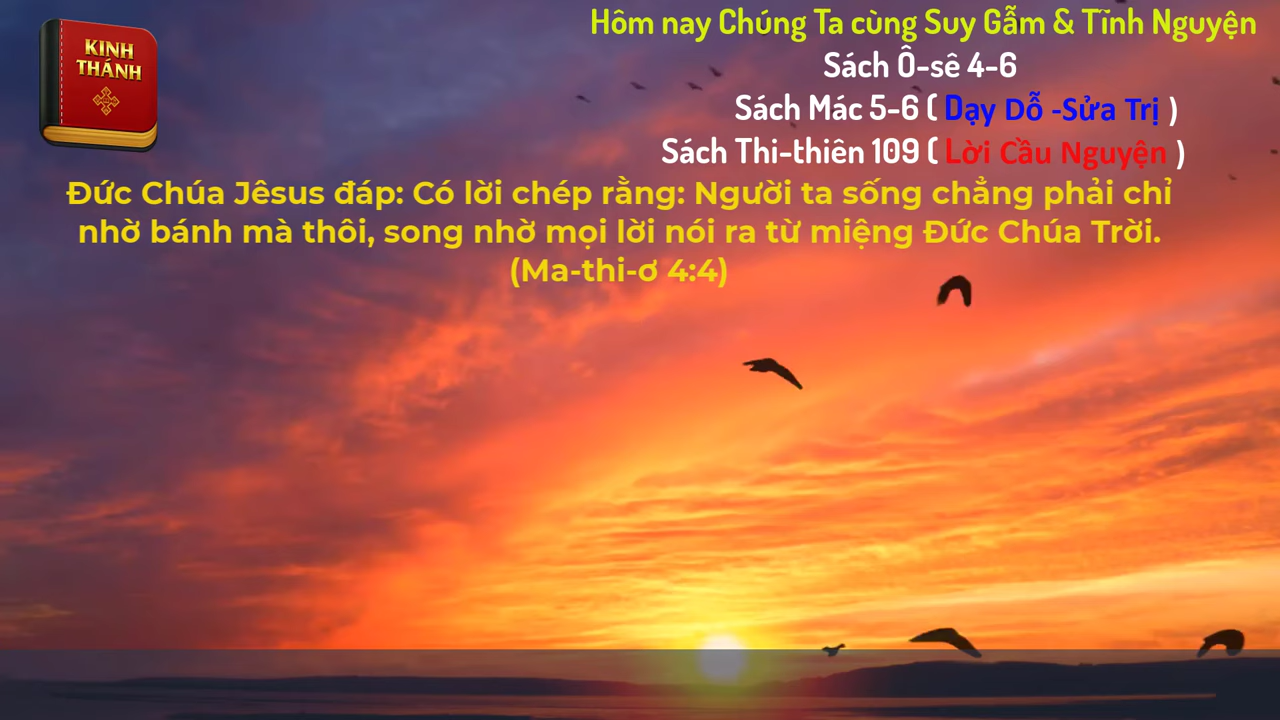 KINH
THÁNH
Hôm nay Chúng Ta cùng Suy Gẫm & Tĩnh Nguyện
Sách Ô-sê 4-6
Sách Mác 5-6 ( Dạy Dỗ -Sửa Trị )
Sách Thi-thiên 109 ( Lời Cầu Nguyện )
Đức Chúa Jêsus đáp: Có lời chép rằng: Người ta sống chẳng phải chỉ
nhờ bánh mà thôi, song nhờ mọi lời nói ra từ miệng Đức Chúa Trời.
(Ma-thi-ơ 4:4)